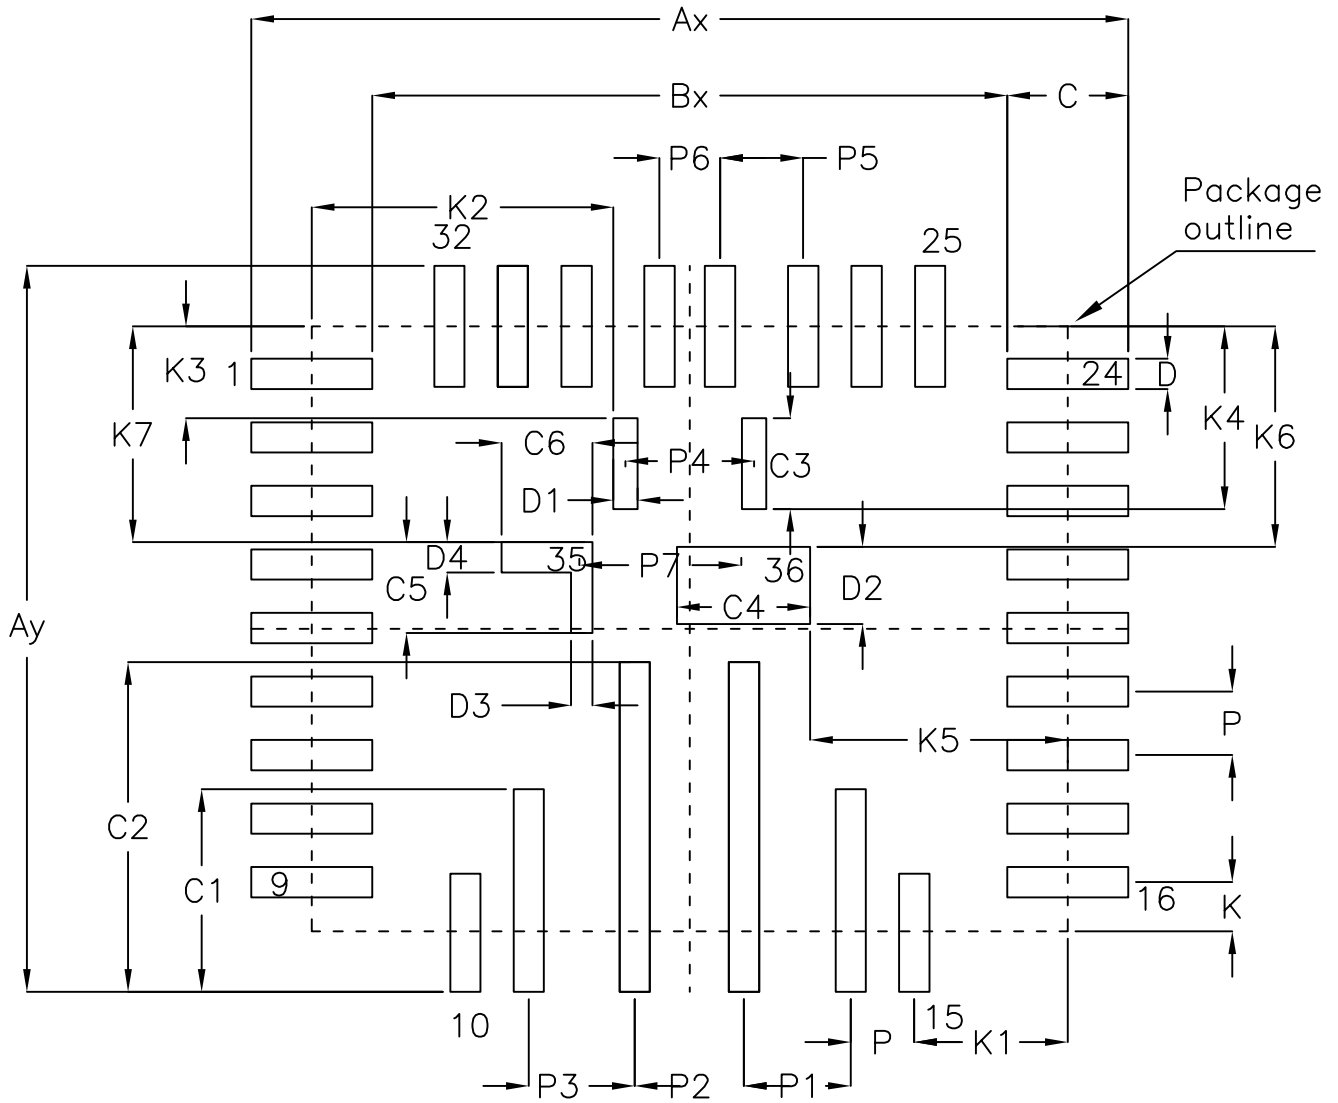 Ax
Bx
C
P6
P5
Package
outline
K2
32
25
K3
1
24
D
K7
K4
K6
C6
P4
C3
D1
D4
35
P7
36
C5
D2
C4
Ay
D3
P
K5
C2
C1
9
16
K
10
15
P
K1
P3
P2
P1